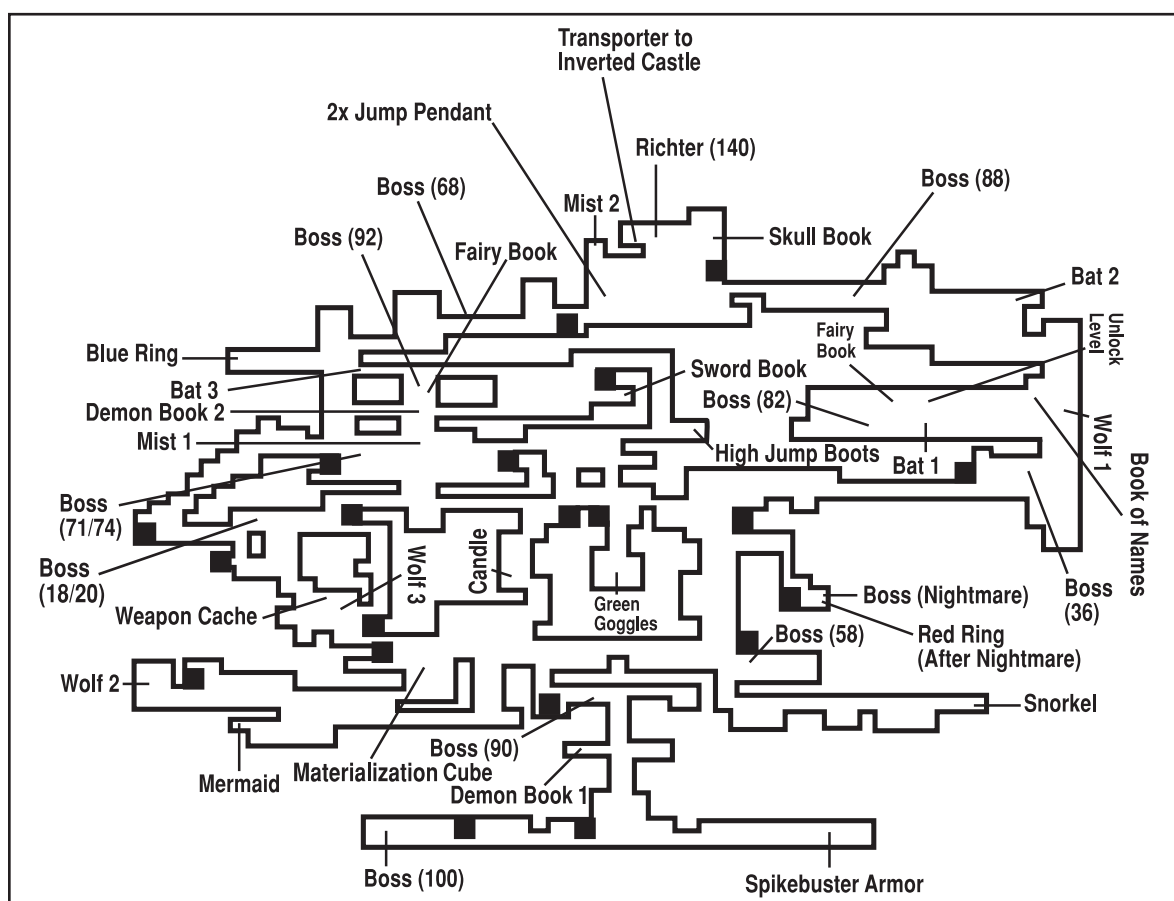 Transporter to
Inverted Castle
2x Jump Pendant
Richter (140)
Boss (68)
Boss (88)
Mist 2
Boss (92)
Fairy Book
Skull Book
Bat 2
Unlock
Level
Fairy
Book
Blue Ring
Bat 3
Sword Book
Demon Book 2
Boss (82)
Mist 1
High Jump Boots
Bat 1
Wolf 1
Book of Names
Boss
(71/74)
Boss
(18/20)
Wolf 3
Candle
Weapon Cache
Green
Goggles
Boss (Nightmare)
Boss
(36)
Red Ring
(After Nightmare)
Boss (58)
Wolf 2
Snorkel
Boss (90)
Mermaid
Materialization Cube
Demon Book 1
Boss (100)
Spikebuster Armor